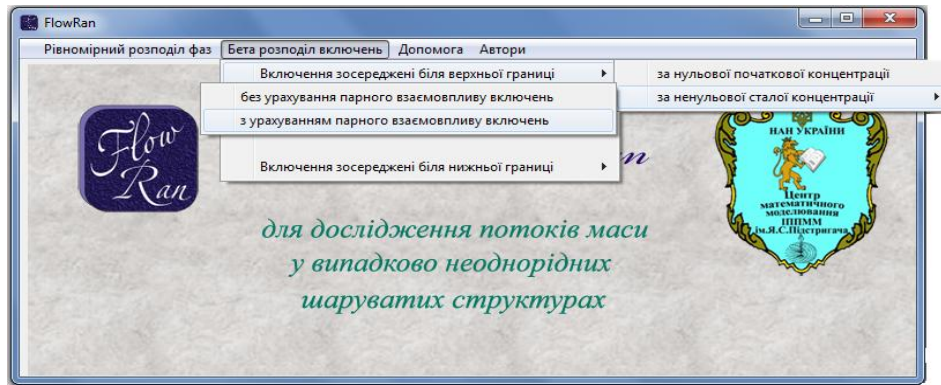 FlowRan
Рівномірний розподіл фаз Бета розподіл включень Допомога Автори
Включення зосереджені біля верхньої границі
за нульової початкової концентрації
без урахування парного взаємовпливу включень
за ненульової сталої концентрації
з урахуванням парного взаємовпливу включень
Включення зосереджені біля нижньої границі
Flow
Ran
для дослідження потоків маси
у випадково неоднорідних
шаруватих структурах
НАН УКРАЇНИ
Центр
математичного
моделювання
ІППММ
ім.Я.С.Підстригача